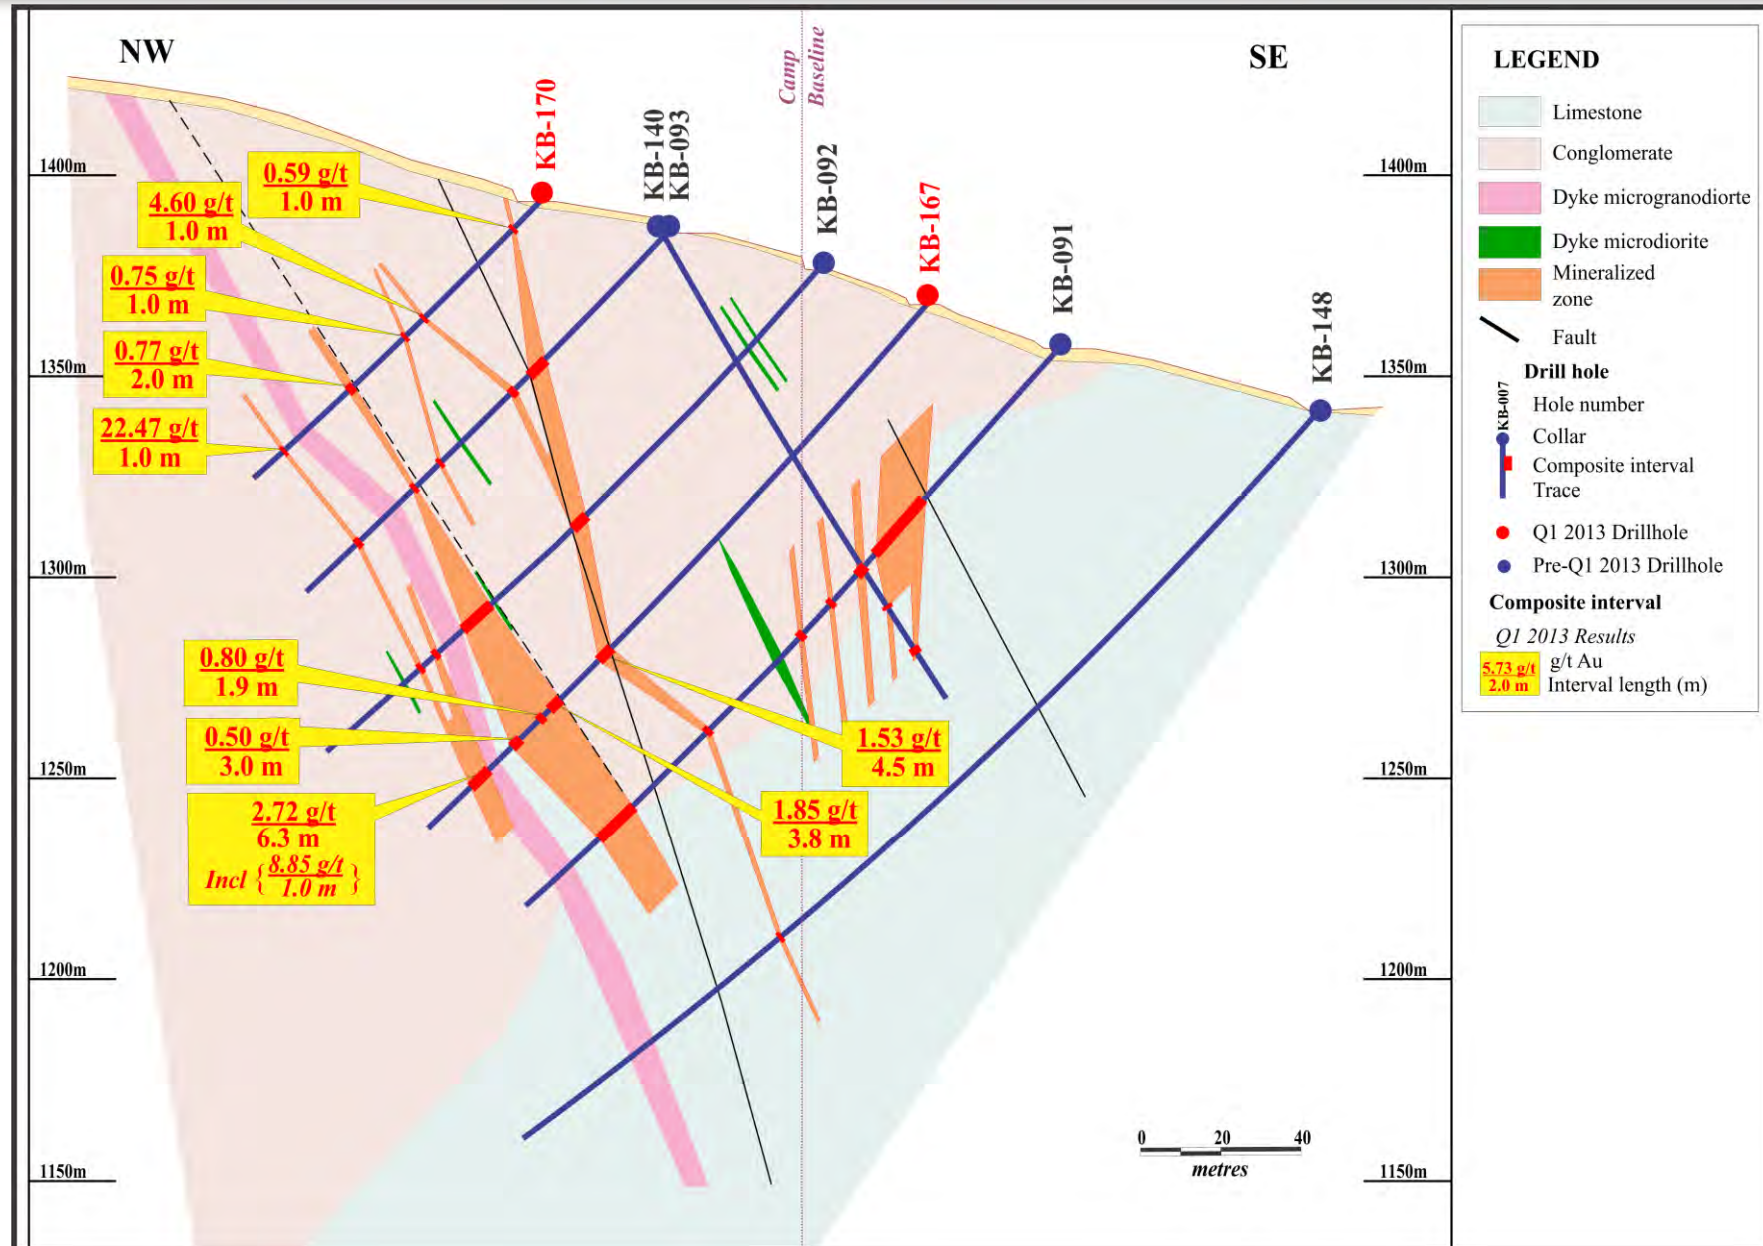 NW
Camp
Baseline
SE
KB-170
KB-140
KB-093
KB-092
KB-167
KB-091
KB-148
1400m
1350m
1300m
1250m
1200m
1150m
1400m
1350m
1300m
1250m
1200m
1150m
0.59 g/t
1.0 m
4.60 g/t
1.0 m
0.75 g/t
1.0 m
0.77 g/t
2.0 m
22.47 g/t
1.0 m
0.80 g/t
1.9 m
0.50 g/t
3.0 m
2.72 g/t
6.3 m
Incl { 8.85 g/t
1.0 m }
1.53 g/t
4.5 m
1.85 g/t
3.8 m
0 20 40
metres
LEGEND
Limestone
Conglomerate
Dyke microgranodiorte
Dyke microdiorite
Mineralized
zone
Fault
Drill hole
KB-007
Hole number
Collar
Composite interval
Trace
Q1 2013 Drillhole
Pre-Q1 2013 Drillhole
Composite interval
Q1 2013 Results
5.73 g/t g/t Au
2.0 m Interval length (m)